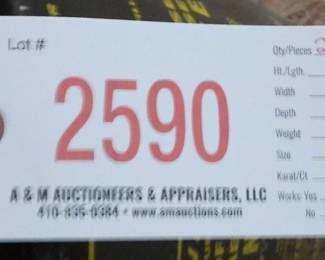 Lot #
2590
A & M AUCTIONEERS & APPRAISERS, LLC
410-835-0384 • www.amauctions.com
Qty/Pieces
Ht./Lgth.
Width
Depth
Weight
Size
Karat/Ct
Works: Yes
No